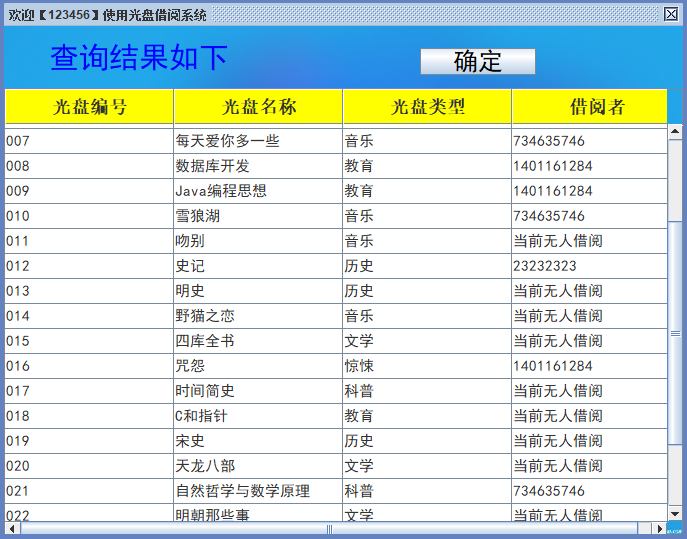 欢迎【123456】使用光盘借阅系统
查询结果如下 确定
光盘编号 光盘名称 光盘类型 借阅者
007 每天爱你多一些 音乐 734635746
008 数据库开发 教育 1401161284
009 Java编程思想 教育 1401161284
010 雪狼湖 音乐 734635746
011 吻别 音乐 当前无人借阅
012 史记 历史 23232323
013 明史 历史 当前无人借阅
014 野猫之恋 音乐 当前无人借阅
015 四库全书 文学 当前无人借阅
016 咒怨 惊悚 1401161284
017 时间简史 科普 当前无人借阅
018 C和指针 教育 当前无人借阅
019 宋史 历史 当前无人借阅
020 天龙八部 文学 当前无人借阅
021 自然哲学与数学原理 科普 734635746
022 明朝那些事 文学 当前无人借阅